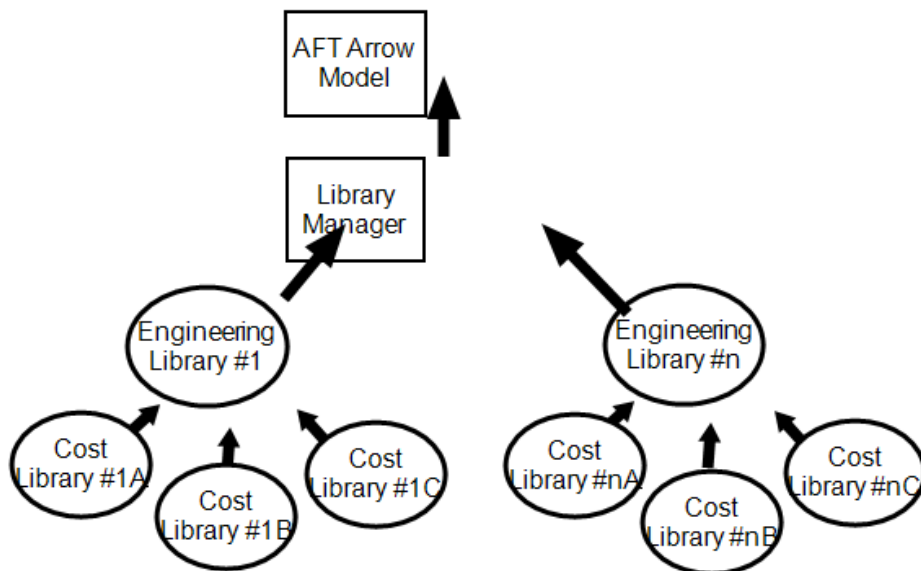 AFT Arrow
Model
Library
Manager
Engineering
Library #1
Engineering
Library #n
Cost
Library #1A
Cost
Library #1B
Cost
Library #1C
Cost
Library #nA
Cost
Library #nB
Cost
Library #nC